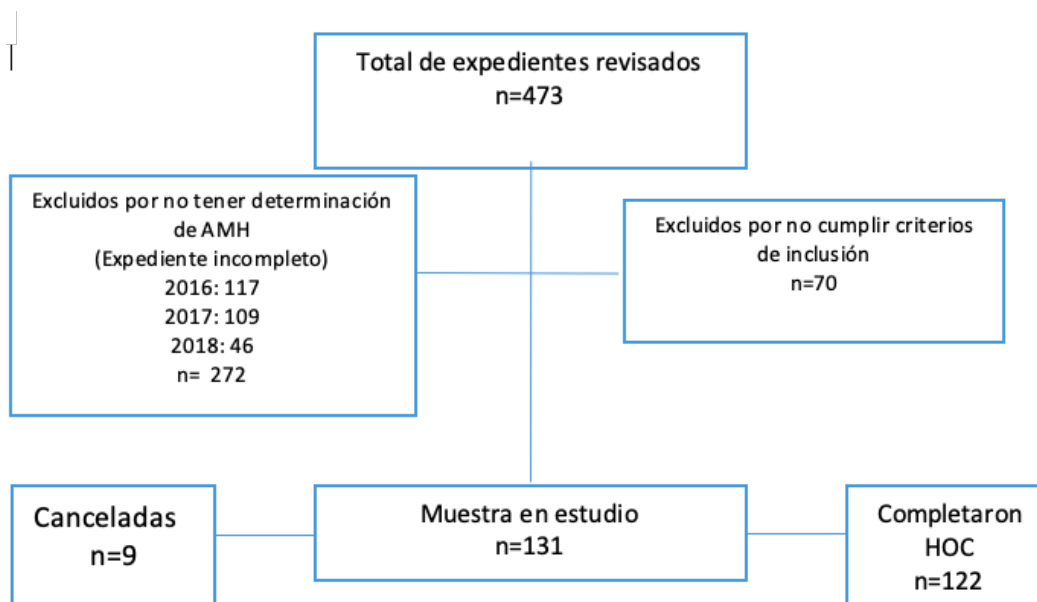 Total de expedientes revisados
n=473
Excluidos por no tener determinación
de AMH
(Expediente incompleto)
2016: 117
2017: 109
2018: 46
n= 272
Excluidos por no cumplir criterios
de inclusión
n=70
Canceladas
n=9
Muestra en estudio
n=131
Completaron
HOC
n=122